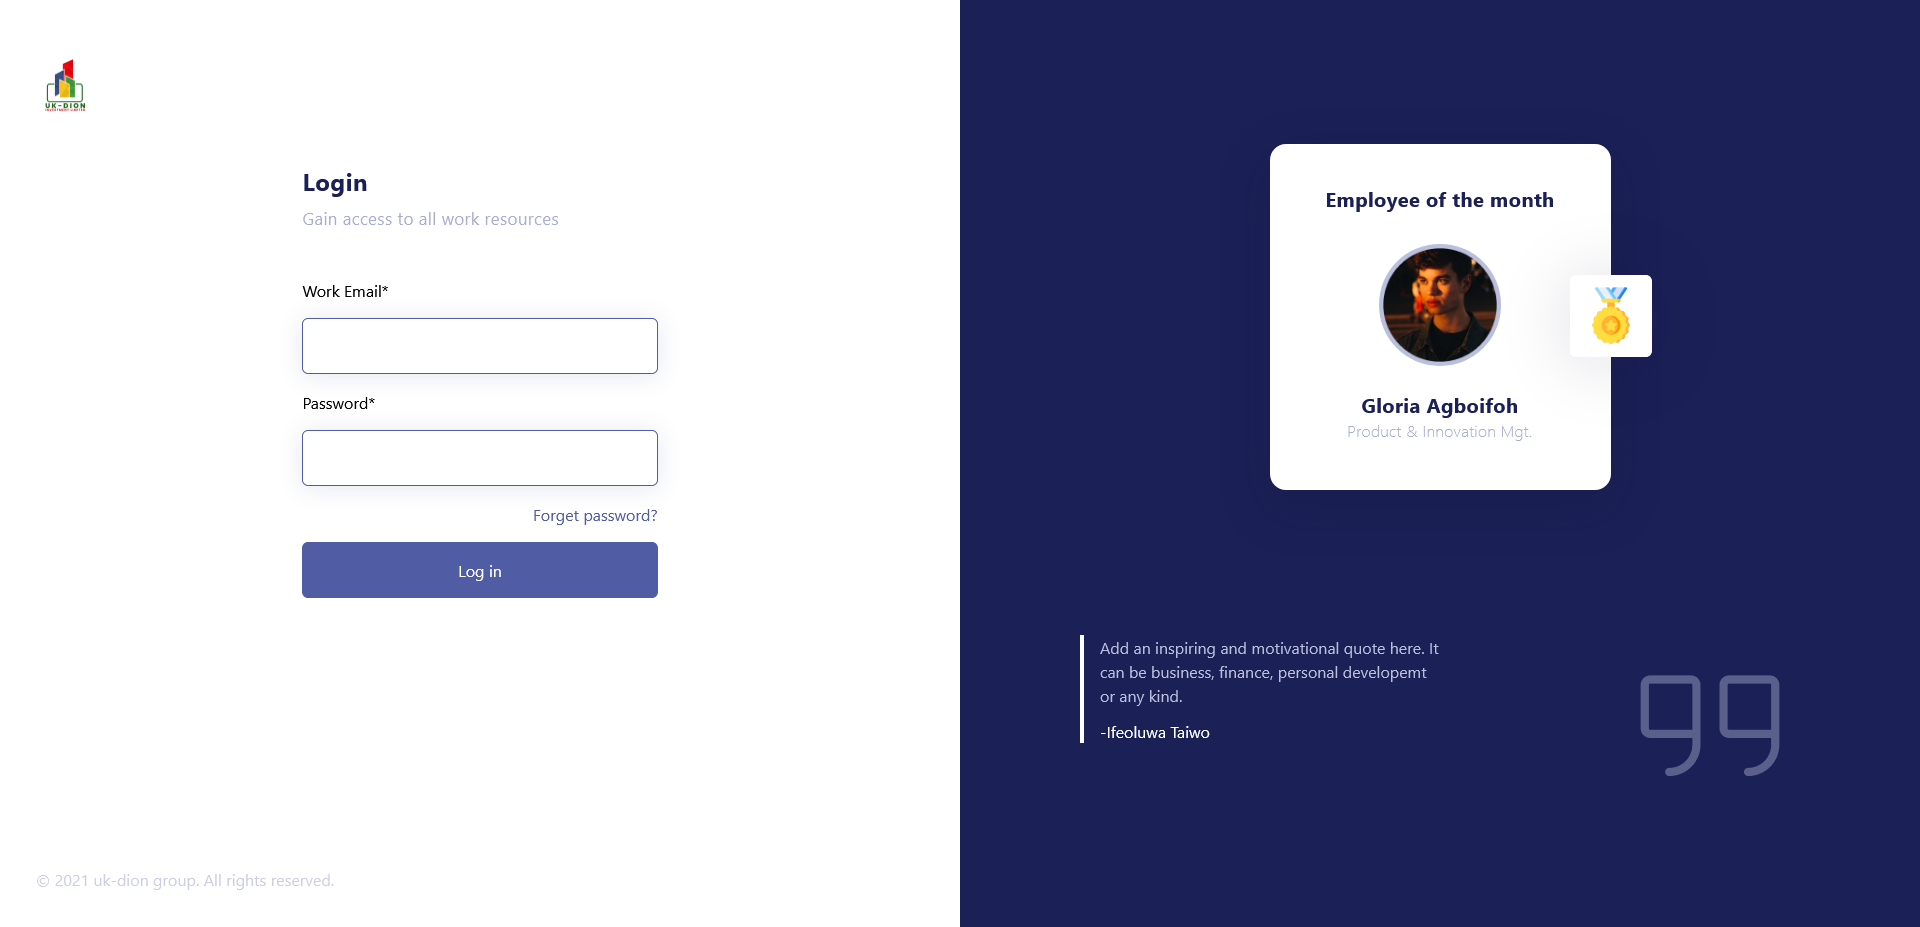 UK-DION
INVESTMENT LIMITED
Login
Gain access to all work resources
Work Email*
Password*
Forget password?
Log in
© 2021 uk-dion group. All rights reserved.
Employee of the month
Gloria Agboifoh
Product & Innovation Mgt.
Add an inspiring and motivational quote here. It
can be business, finance, personal developemt
or any kind.
-Ifeoluwa Taiwo